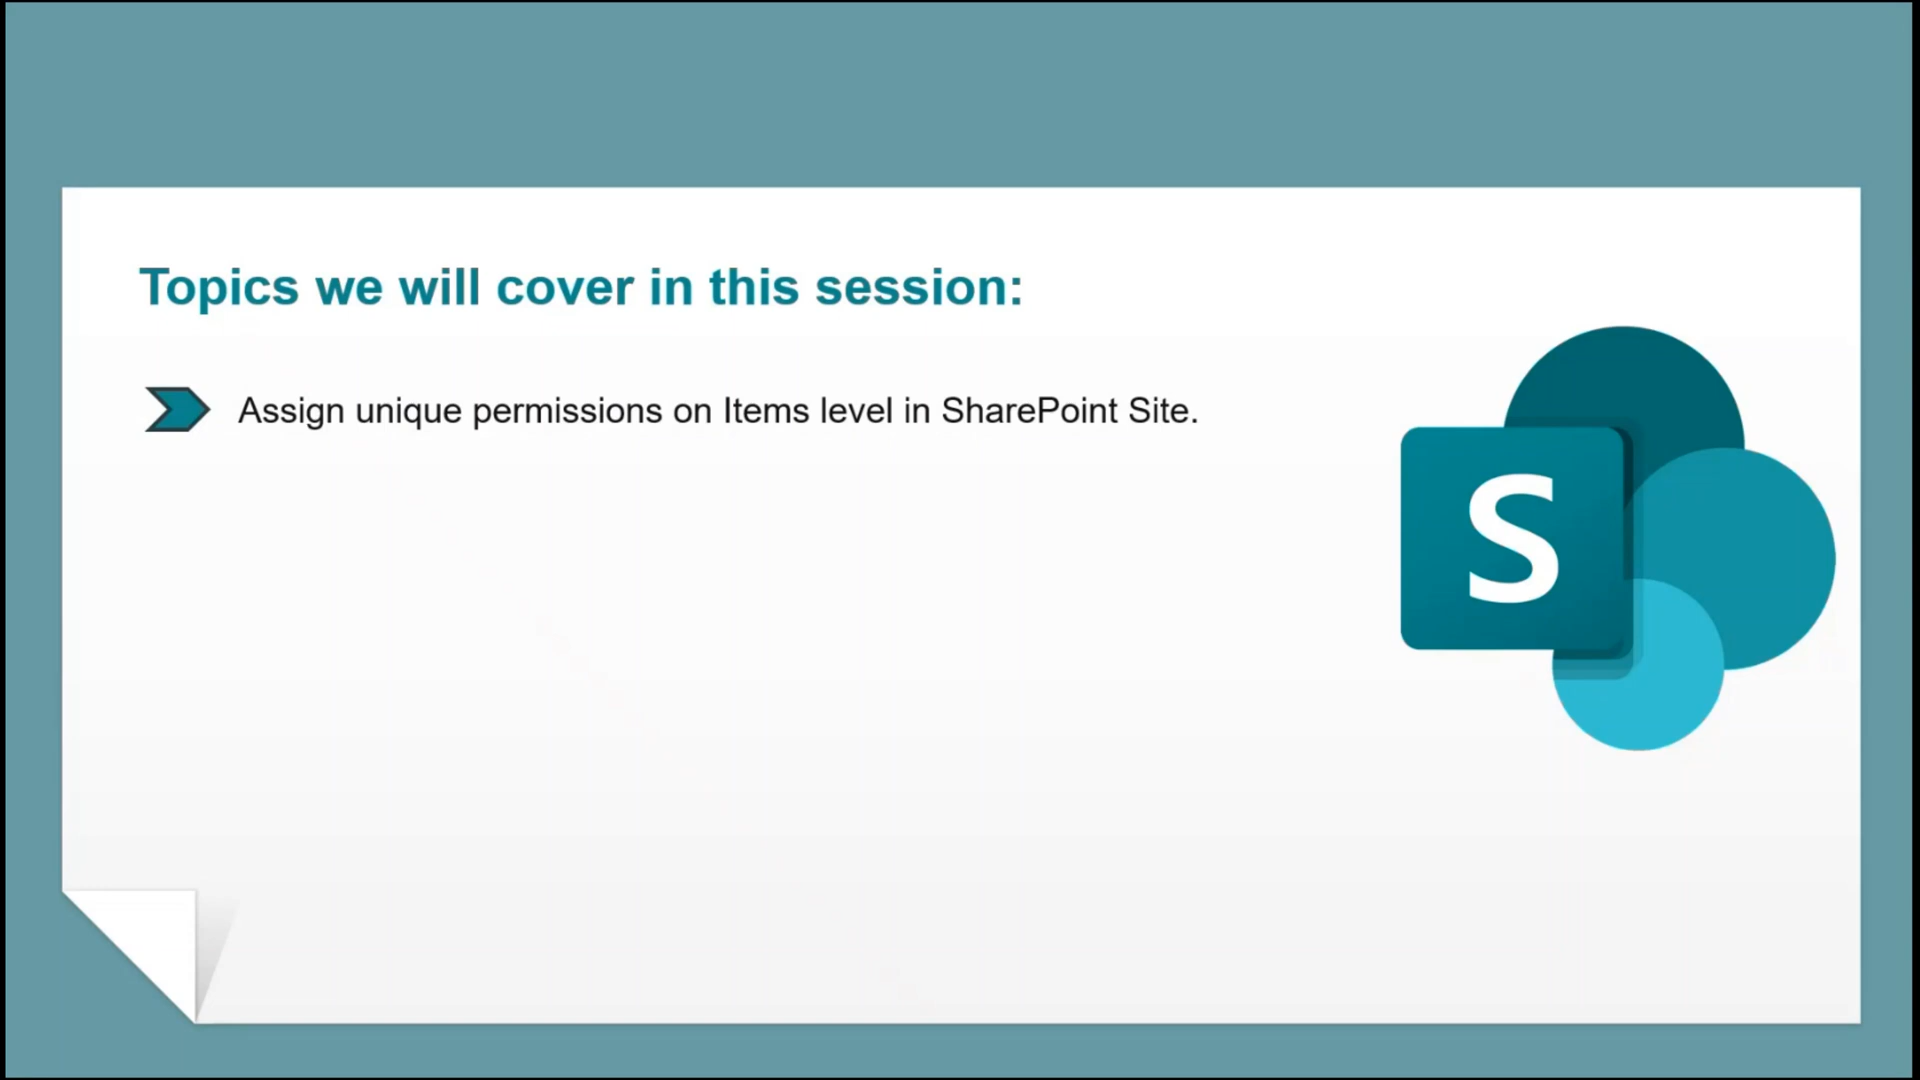 Topics we will cover in this session:
Assign unique permissions on Items level in SharePoint Site.
S